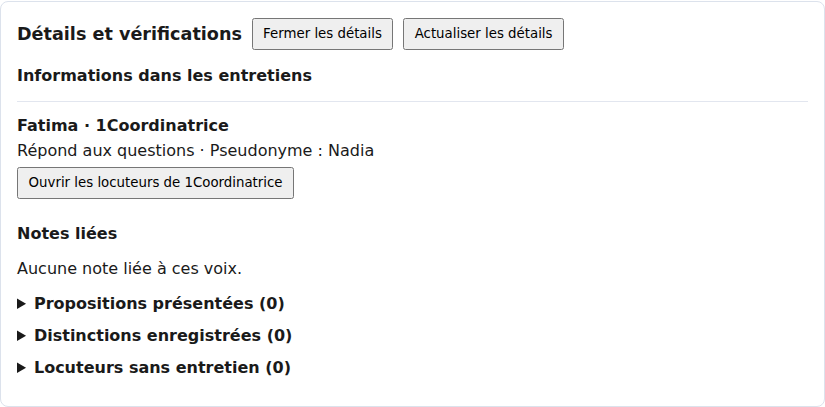 Détails et vérifications
Fermer les détails
Actualiser les détails
Informations dans les entretiens
Fatima · 1Coordinatrice
Répond aux questions · Pseudonyme : Nadia
Ouvrir les locuteurs de 1Coordinatrice
Notes liées
Aucune note liée à ces voix.
Propositions présentées (0)
Distinctions enregistrées (0)
Locuteurs sans entretien (0)